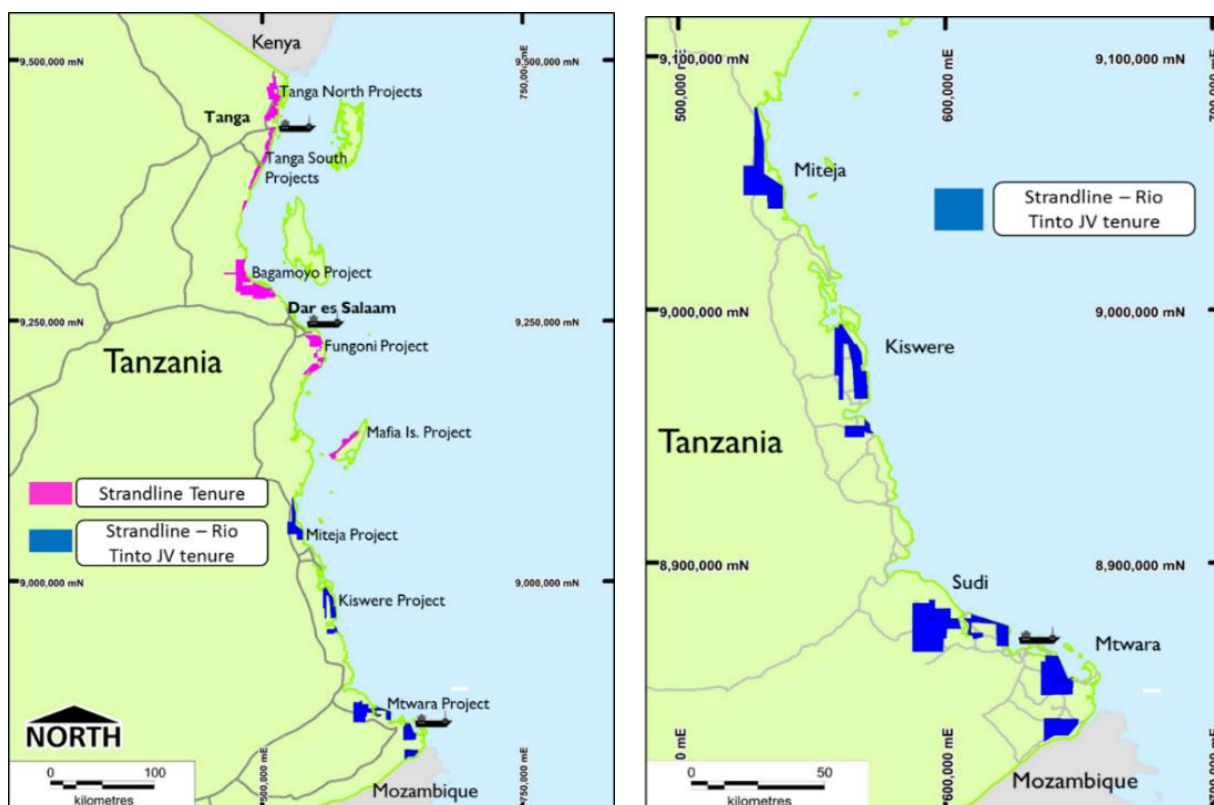 Kenya
9,500,000 mN
9,500,000 mN
750,000 mE
Tanga North Projects
Tanga
Tanga South
Projects
Bagamoyo Project
Dar es Salaam
9,250,000 mN
9,250,000 mN
Fungoni Project
Tanzania
Mafia Is. Project
Strandline Tenure
Strandline – Rio
Tinto JV tenure
Miteja Project
9,000,000 mN
9,000,000 mN
Kiswere Project
Mtwara Project
NORTH
0
100
kilometres
500,000 mE
750,000 mE
Mozambique
9,100,000 mN
9,100,000 mN
500,000 mE
600,000 mE
Miteja
Strandline – Rio
Tinto JV tenure
9,000,000 mN
9,000,000 mN
Kiswere
Tanzania
8,900,000 mN
8,900,000 mN
Sudi
Mtwara
0 mE
600,000 mE
0
50
kilometres
Mozambique